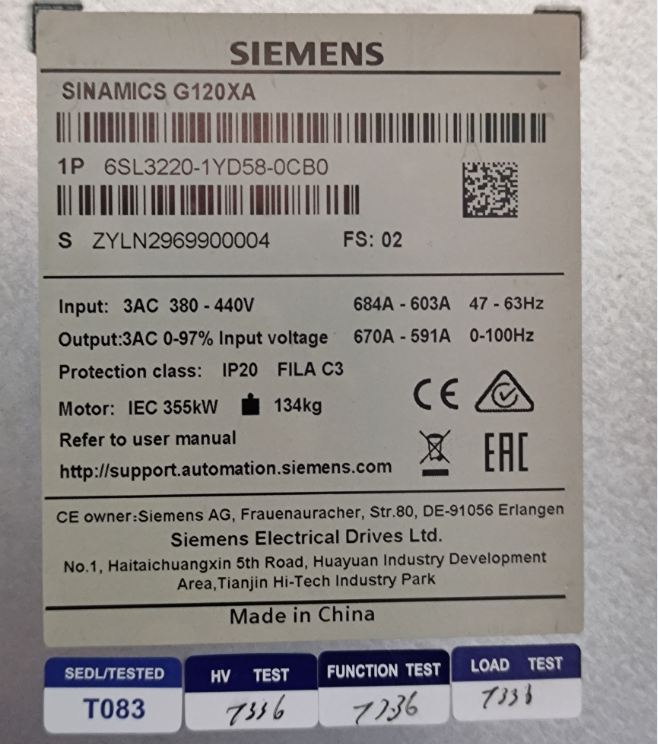 SIEMENS
SINAMICS G120XA
1P 6SL3220-1YD58-0CB0
S ZYLN2969900004 FS: 02
Input: 3AC 380 - 440V 684A - 603A 47 - 63Hz
Output:3AC 0-97% Input voltage 670A - 591A 0-100Hz
Protection class: IP20 FILA C3
Motor: IEC 355kW 134kg
CE
EAC
Refer to user manual
http://support.automation.siemens.com
CE owner:Siemens AG, Frauenauracher, Str.80, DE-91056 Erlangen
Siemens Electrical Drives Ltd.
No.1, Haitaichuangxin 5th Road, Huayuan Industry Development
Area,Tianjin Hi-Tech Industry Park
Made in China
SEDL/TESTED HV TEST FUNCTION TEST LOAD TEST
T083